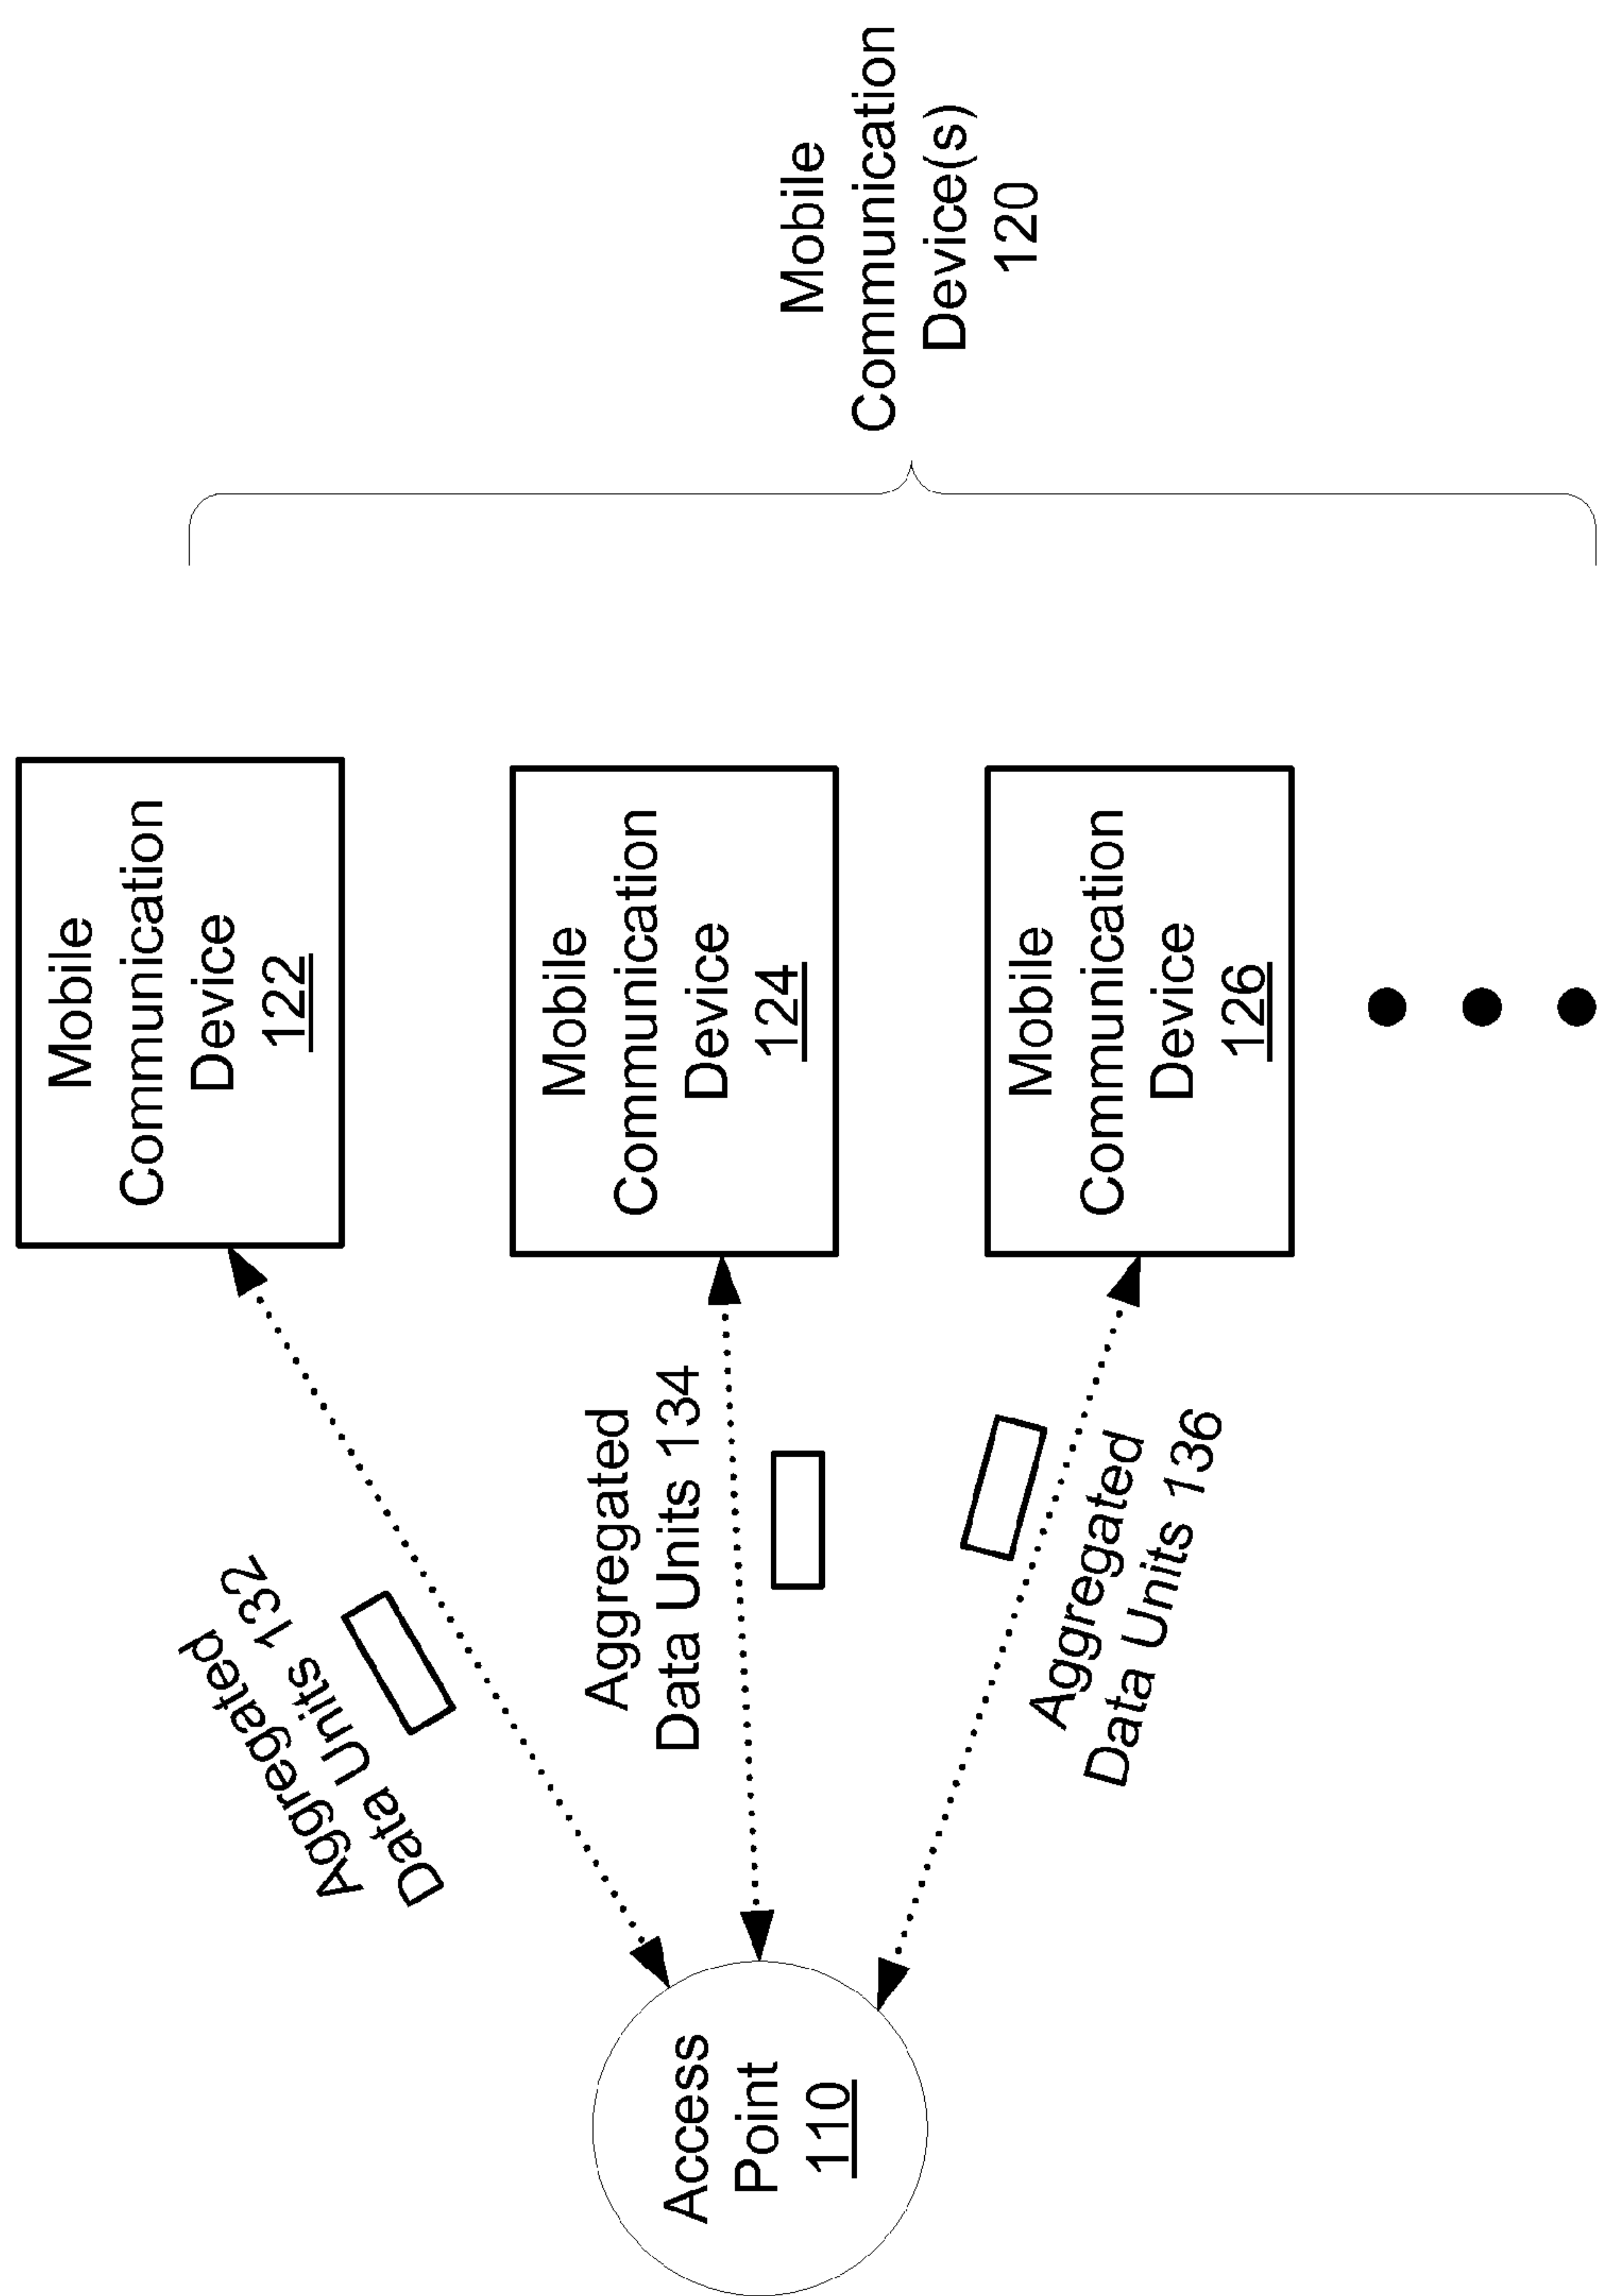 Mobile
Communication
Device
122
Mobile
Communication
Device(s)
120
Aggregated
Data Units 132
Mobile
Communication
Device
124
Aggregated
Data Units 134
Access
Point
110
Mobile
Communication
Device
126
Aggregated
Data Units 136